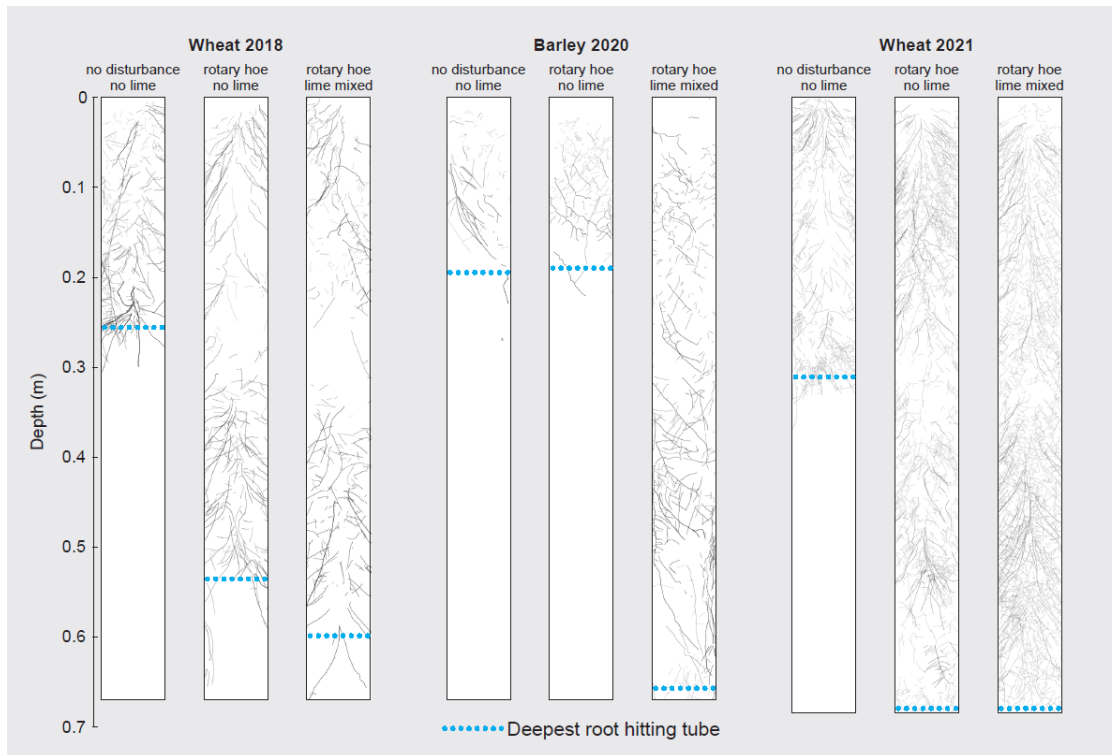 Wheat 2018
Barley 2020
Wheat 2021
no disturbance
no lime
rotary hoe
no lime
rotary hoe
lime mixed
no disturbance
no lime
rotary hoe
no lime
rotary hoe
lime mixed
no disturbance
no lime
rotary hoe
no lime
rotary hoe
lime mixed
Depth (m)
0
0.1
0.2
0.3
0.4
0.5
0.6
0.7
Deepest root hitting tube